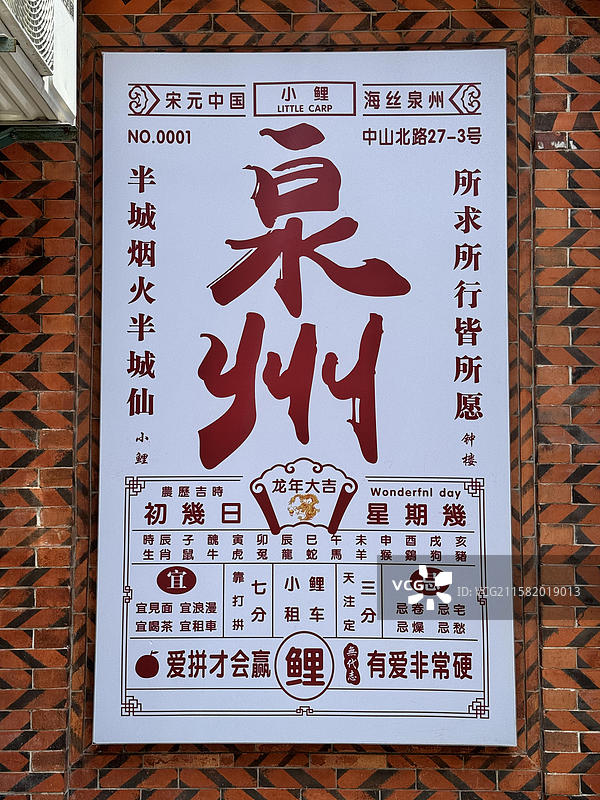 宋元中国
小 鲤
LITTLE CARP
海丝泉州
NO.0001
中山北路27-3号
泉州
所求所行皆所愿
钟楼
半城烟火半城仙
小鲤
龙年大吉
農歷吉時
初幾日
Wonderfnl day
星期幾
時辰 子 醜 寅 卯 辰 巳 午 未 申 酉 戌 亥
生肖 鼠 牛 虎 兔 龍 蛇 馬 羊 猴 鷄 狗 豬
宜
宜見面 宜浪漫
宜喝茶 宜租車
靠打拼
七分
小鲤
租车
天注定
三分
忌卷 忌宅
忌燥 忌愁
爱拼才会赢
鲤
無代志
有爱非常硬
VCG
ID:VCG211582019013